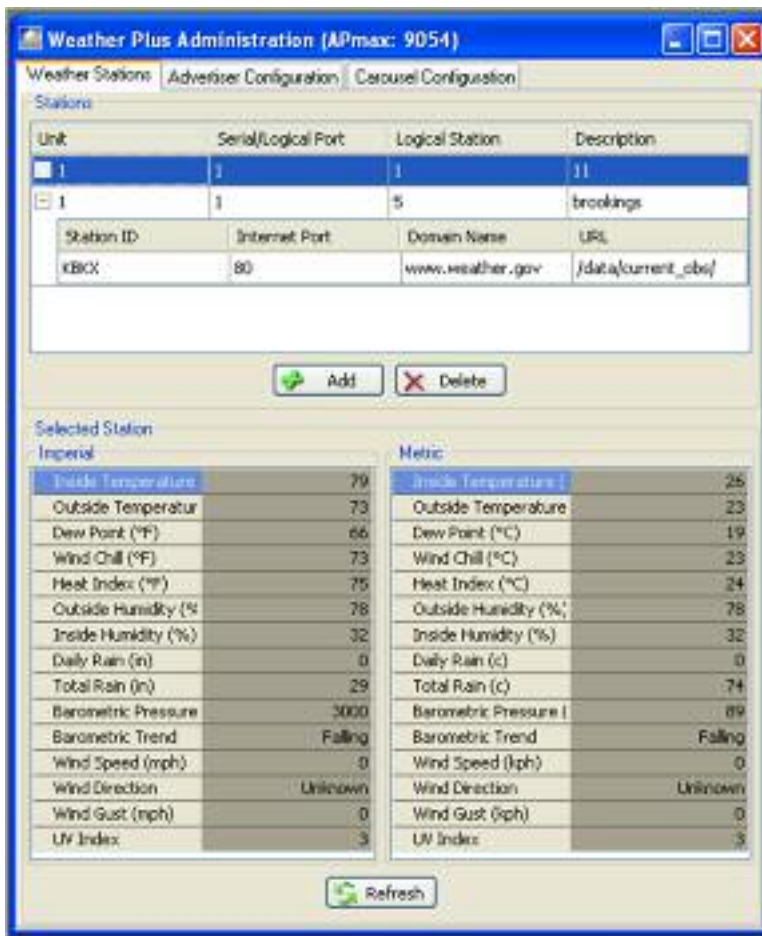 Weather Plus Administration (APmax: 9054)
Weather Stations Advertiser Configuration Carousel Configuration
Stations
Unit Serial/Logical Port Logical Station Description
1 1 1 11
1 1 5 brookings
Station ID Internet Port Domain Name URL
KBKX 80 www.weather.gov /data/current_obs/
Add Delete
Selected Station
Imperial Metric
Inside Temperature 79 Inside Temperature ( 26
Outside Temperatur 73 Outside Temperature 23
Dew Point (°F) 66 Dew Point (°C) 19
Wind Chill (°F) 73 Wind Chill (°C) 23
Heat Index (°F) 75 Heat Index (°C) 24
Outside Humidity (% 78 Outside Humidity (%) 78
Inside Humidity (%) 32 Inside Humidity (%) 32
Daily Rain (in) 0 Daily Rain (c) 0
Total Rain (in) 29 Total Rain (c) 74
Barometric Pressure 3000 Barometric Pressure ( 89
Barometric Trend Falling Barometric Trend Falling
Wind Speed (mph) 0 Wind Speed (kph) 0
Wind Direction Unknown Wind Direction Unknown
Wind Gust (mph) 0 Wind Gust (kph) 0
UV Index 3 UV Index 3
Refresh